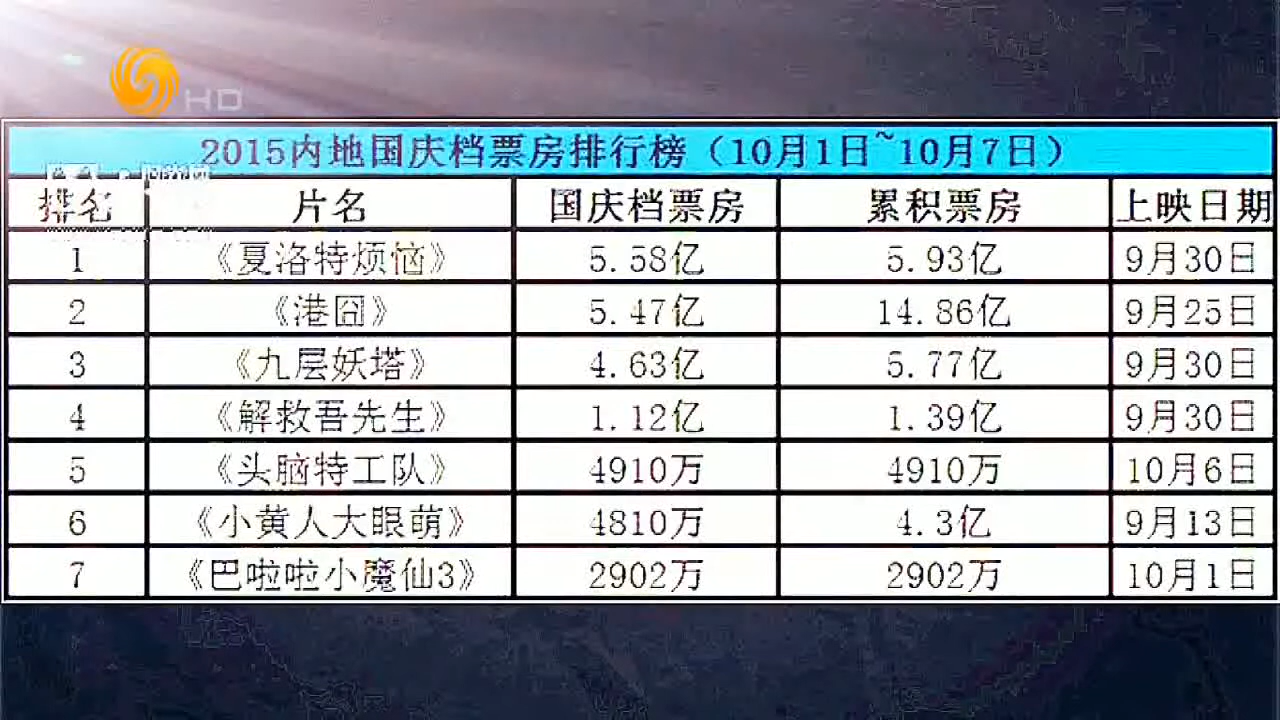 HD
2015内地国庆档票房排行榜（10月1日~10月7日）
排名 片名 国庆档票房 累积票房 上映日期
1 《夏洛特烦恼》 5.58亿 5.93亿 9月30日
2 《港囧》 5.47亿 14.86亿 9月25日
3 《九层妖塔》 4.63亿 5.77亿 9月30日
4 《解救吾先生》 1.12亿 1.39亿 9月30日
5 《头脑特工队》 4910万 4910万 10月6日
6 《小黄人大眼萌》 4810万 4.3亿 9月13日
7 《巴啦啦小魔仙3》 2902万 2902万 10月1日